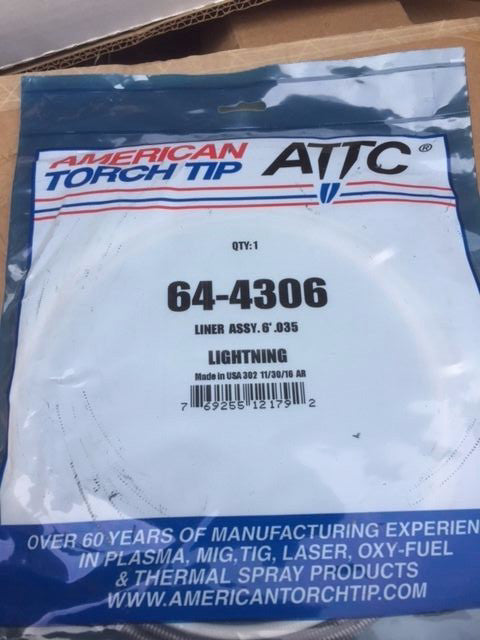 AMERICAN
TORCH TIP
ATTC®
QTY:1
64-4306
LINER ASSY. 6' .035
LIGHTNING
Made in USA 302 11/30/16 AR
7 69255 12179 2
OVER 60 YEARS OF MANUFACTURING EXPERIEN
IN PLASMA, MIG,TIG, LASER, OXY-FUEL
& THERMAL SPRAY PRODUCTS
WWW.AMERICANTORCHTIP.COM